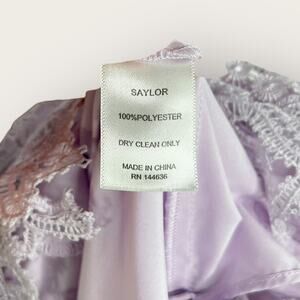 SAYLOR
100%POLYESTER
DRY CLEAN ONLY
MADE IN CHINA
RN 144636